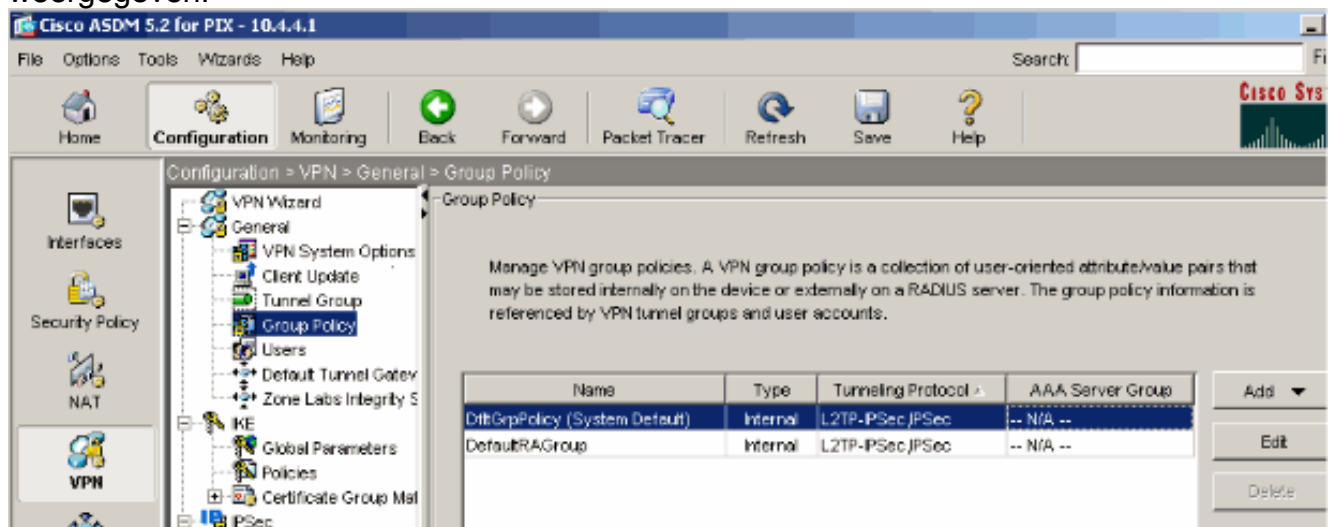 Cisco ASDM 5.2 for PIX - 10.4.4.1
File Options Tools Wizards Help Search:
Home Configuration Monitoring Back Forward Packet Tracer Refresh Save Help
Cisco Sys
Configuration > VPN > General > Group Policy
Interfaces
Security Policy
NAT
VPN
VPN Wizard
General
VPN System Options
Client Update
Tunnel Group
Group Policy
Users
Default Tunnel Gatew
Zone Labs Integrity S
IKE
Global Parameters
Policies
Certificate Group Mat
IPSec
Group Policy
Manage VPN group policies. A VPN group policy is a collection of user-oriented attribute/value pairs that
may be stored internally on the device or externally on a RADIUS server. The group policy information is
referenced by VPN tunnel groups and user accounts.
Name Type Tunneling Protocol AAA Server Group
DfltGrpPolicy (System Default) Internal L2TP-IPSec,IPSec -- N/A --
DefaultRAGroup Internal L2TP-IPSec,IPSec -- N/A --
Add
Edit
Delete